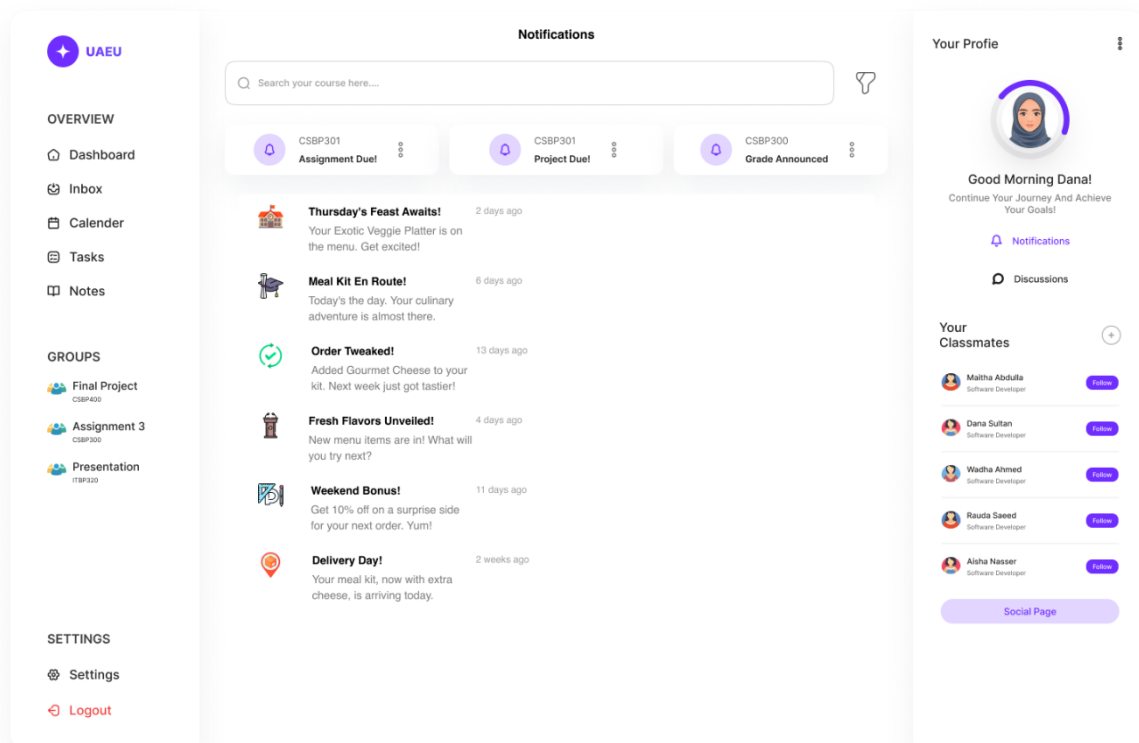 UAEU
OVERVIEW
Dashboard
Inbox
Calender
Tasks
Notes
GROUPS
Final Project
CSBP400
Assignment 3
CSBP300
Presentation
ITBP320
SETTINGS
Settings
Logout
Notifications
Search your course here....
CSBP301
Assignment Due!
CSBP301
Project Due!
CSBP300
Grade Announced
Thursday's Feast Awaits!
2 days ago
Your Exotic Veggie Platter is on
the menu. Get excited!
Meal Kit En Route!
6 days ago
Today's the day. Your culinary
adventure is almost there.
Order Tweaked!
13 days ago
Added Gourmet Cheese to your
kit. Next week just got tastier!
Fresh Flavors Unveiled!
4 days ago
New menu items are in! What will
you try next?
Weekend Bonus!
11 days ago
Get 10% off on a surprise side
for your next order. Yum!
Delivery Day!
2 weeks ago
Your meal kit, now with extra
cheese, is arriving today.
Your Profie
Good Morning Dana!
Continue Your Journey And Achieve
Your Goals!
Notifications
Discussions
Your
Classmates
Maitha Abdulla
Software Developer
Follow
Dana Sultan
Software Developer
Follow
Wadha Ahmed
Software Developer
Follow
Rauda Saeed
Software Developer
Follow
Aisha Nasser
Software Developer
Follow
Social Page